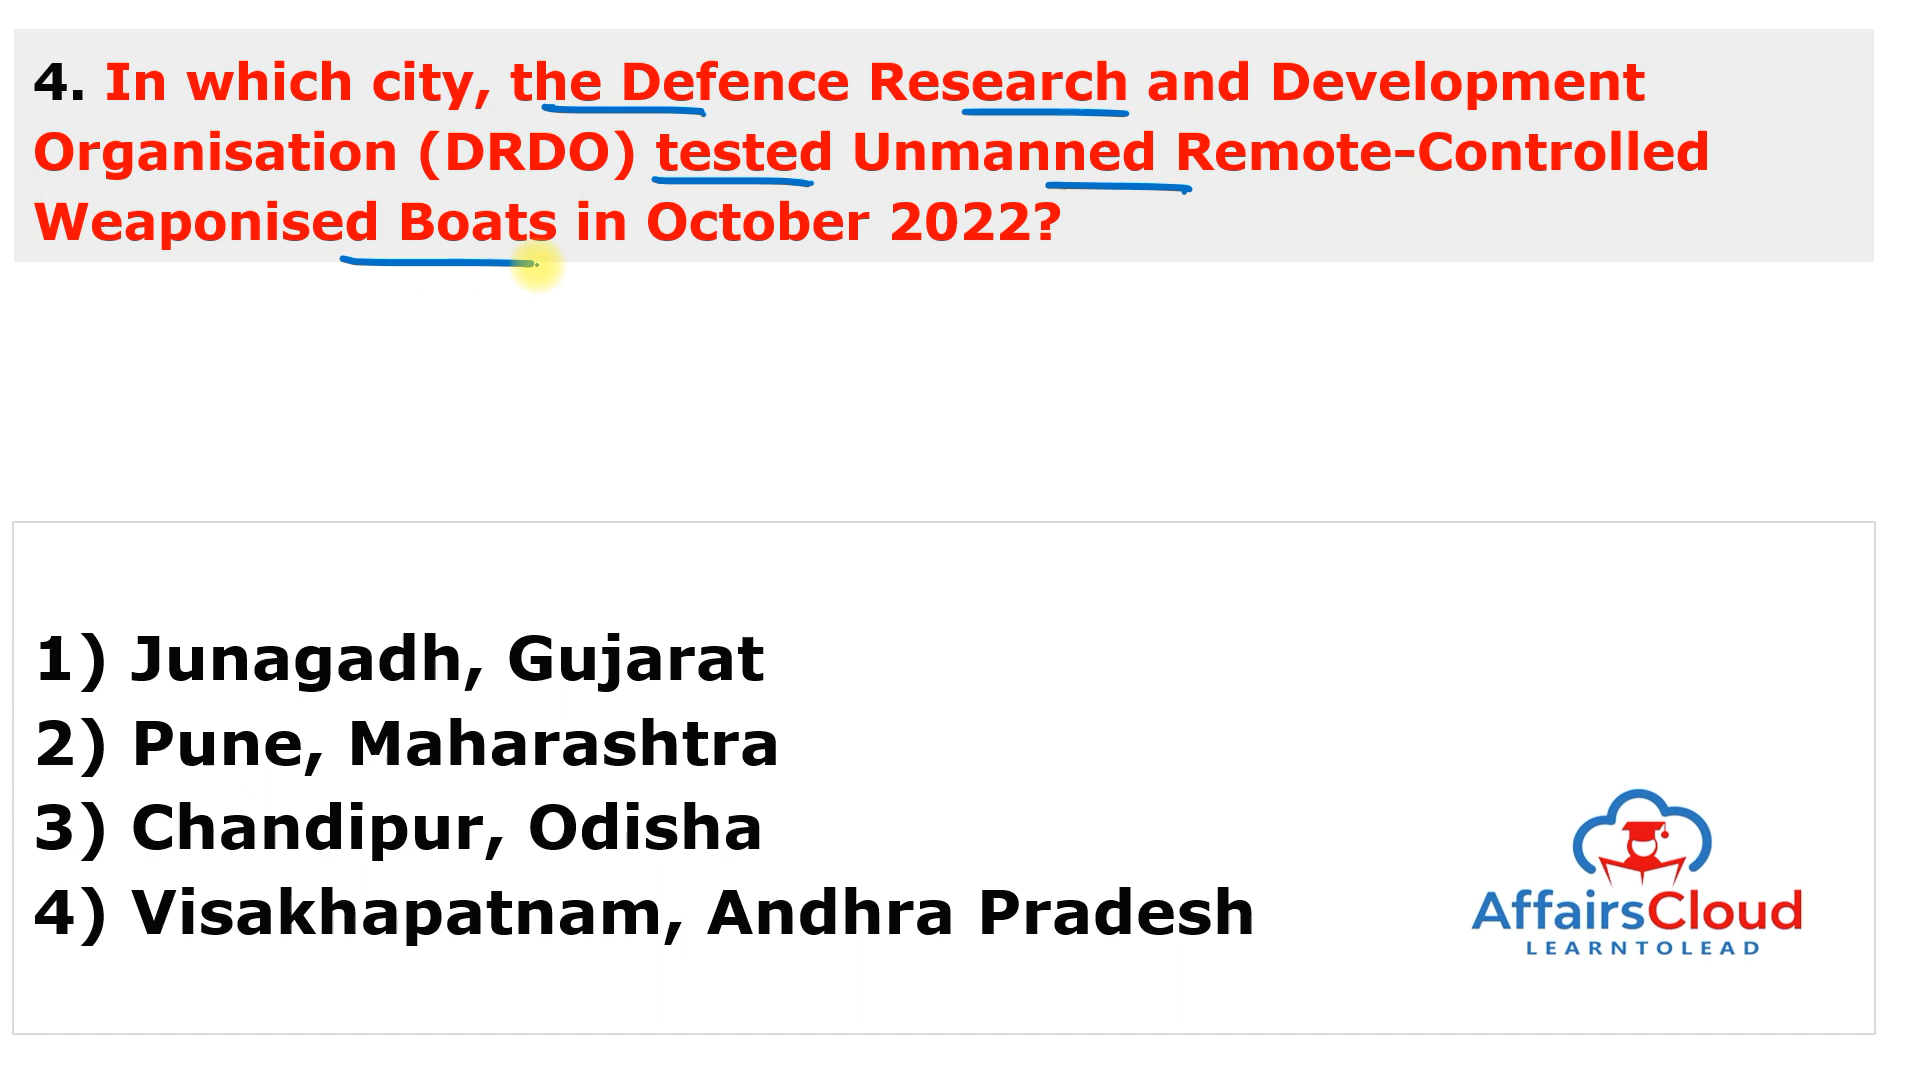 4. In which city, the Defence Research and Development
Organisation (DRDO) tested Unmanned Remote-Controlled
Weaponised Boats in October 2022?
1) Junagadh, Gujarat
2) Pune, Maharashtra
3) Chandipur, Odisha
4) Visakhapatnam, Andhra Pradesh
AffairsCloud
LEARNTOLEAD